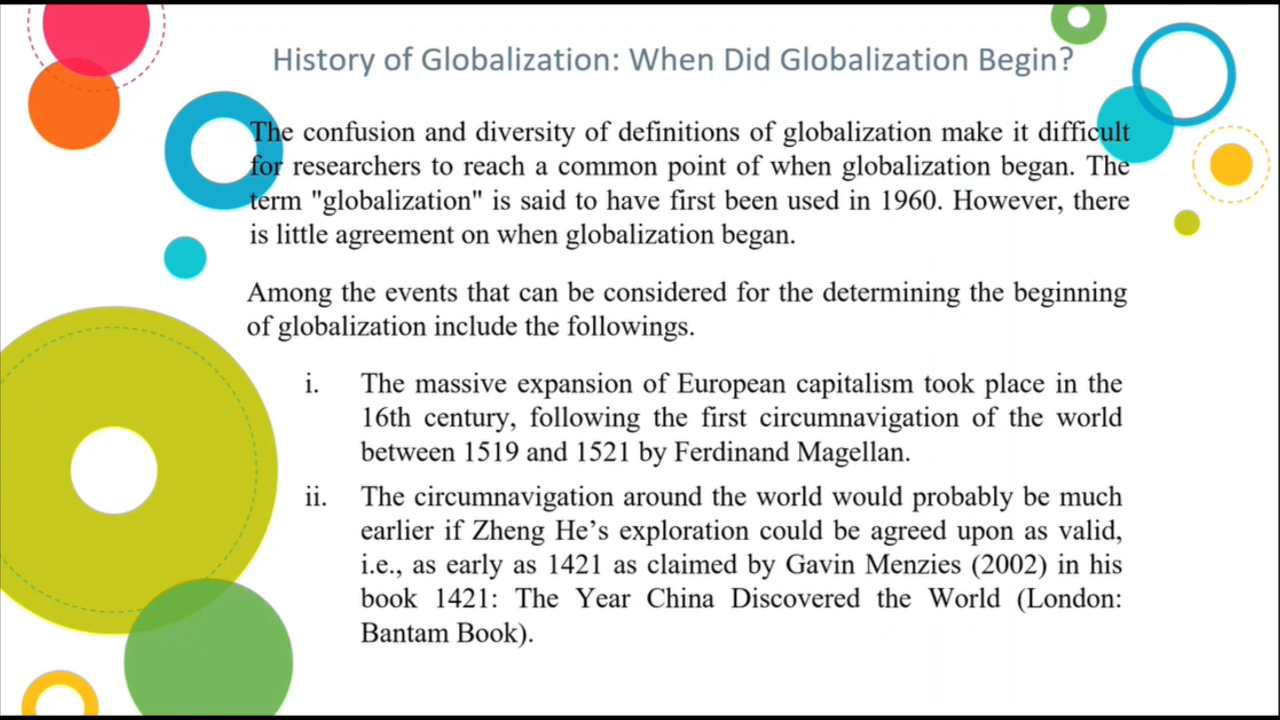 History of Globalization: When Did Globalization Begin?
The confusion and diversity of definitions of globalization make it difficult
for researchers to reach a common point of when globalization began. The
term "globalization" is said to have first been used in 1960. However, there
is little agreement on when globalization began.
Among the events that can be considered for the determining the beginning
of globalization include the followings.
i. The massive expansion of European capitalism took place in the
16th century, following the first circumnavigation of the world
between 1519 and 1521 by Ferdinand Magellan.
ii. The circumnavigation around the world would probably be much
earlier if Zheng He’s exploration could be agreed upon as valid,
i.e., as early as 1421 as claimed by Gavin Menzies (2002) in his
book 1421: The Year China Discovered the World (London:
Bantam Book).